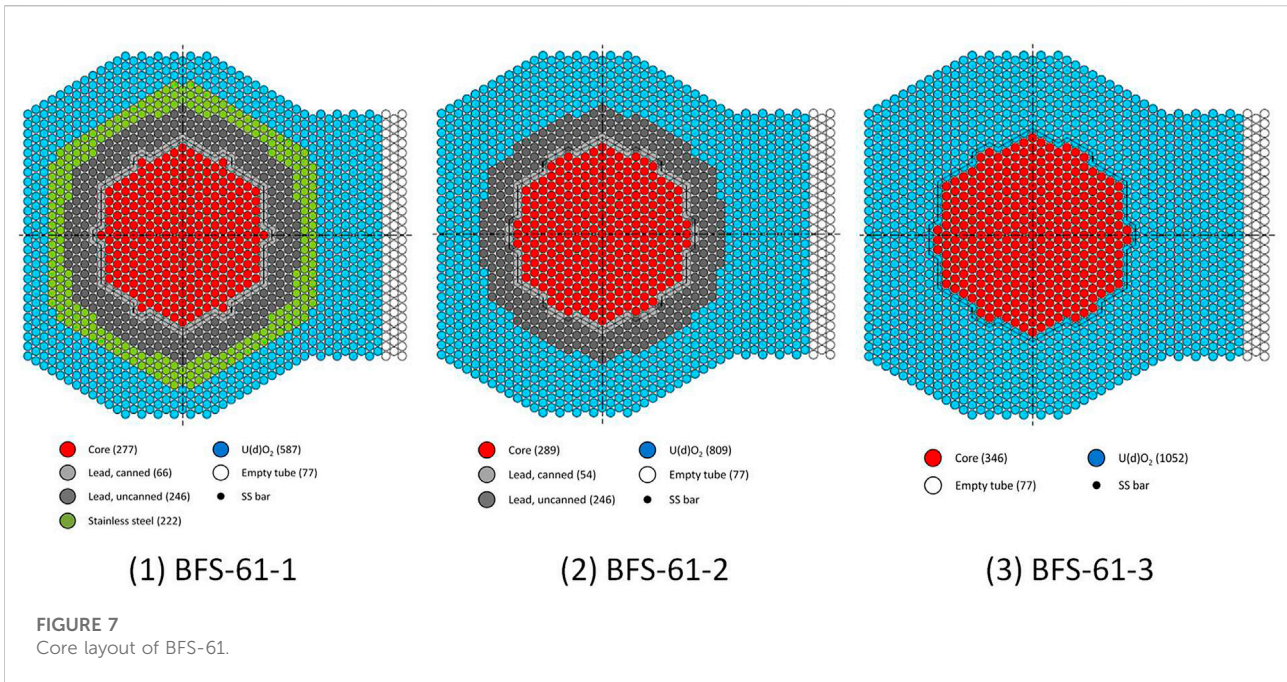 Core (277)
U(d)O₂ (587)
Lead, canned (66)
Empty tube (77)
Lead, uncanned (246)
SS bar
Stainless steel (222)
(1) BFS-61-1
Core (289)
U(d)O₂ (809)
Lead, canned (54)
Empty tube (77)
Lead, uncanned (246)
SS bar
(2) BFS-61-2
Core (346)
U(d)O₂ (1052)
Empty tube (77)
SS bar
(3) BFS-61-3
FIGURE 7
Core layout of BFS-61.